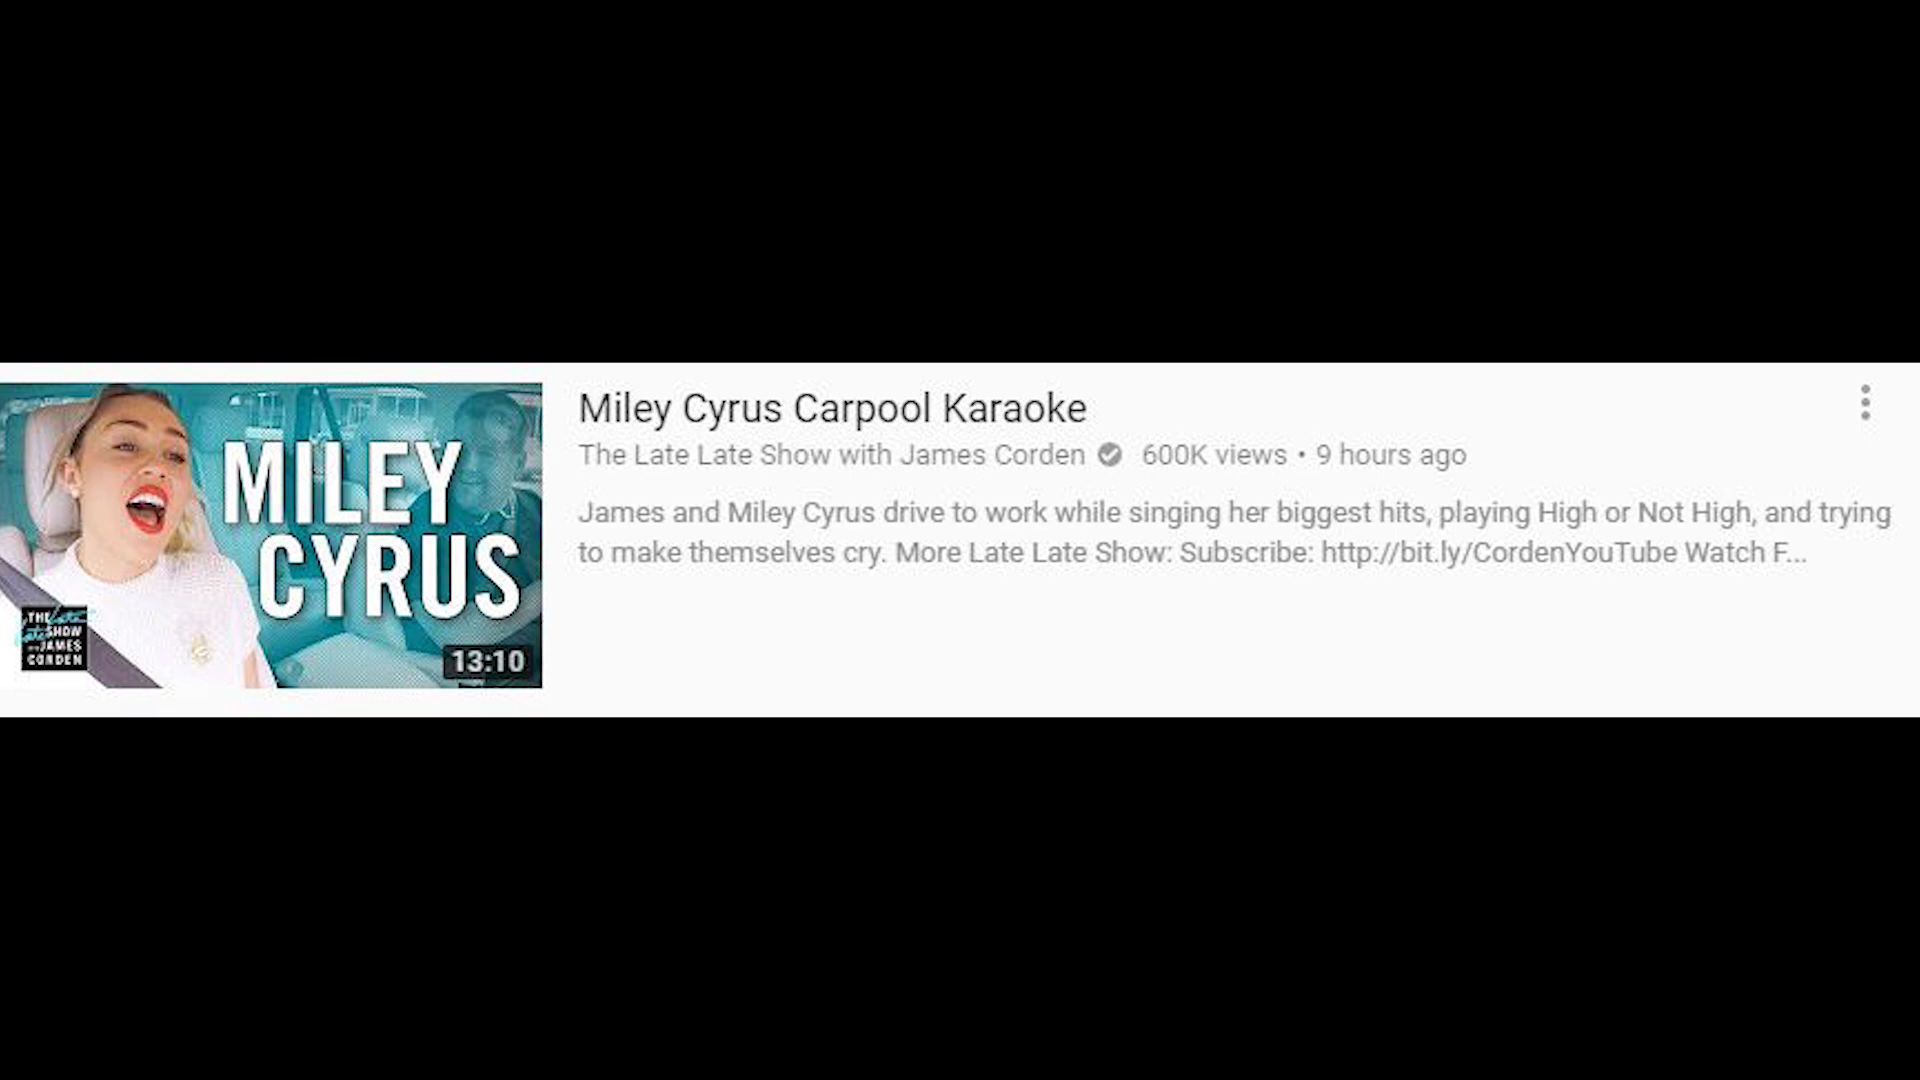 MILEY
CYRUS
THE Late
Late SHOW
WITH JAMES
CORDEN
13:10
Miley Cyrus Carpool Karaoke
The Late Late Show with James Corden 600K views • 9 hours ago
James and Miley Cyrus drive to work while singing her biggest hits, playing High or Not High, and trying
to make themselves cry. More Late Late Show: Subscribe: http://bit.ly/CordenYouTube Watch F...